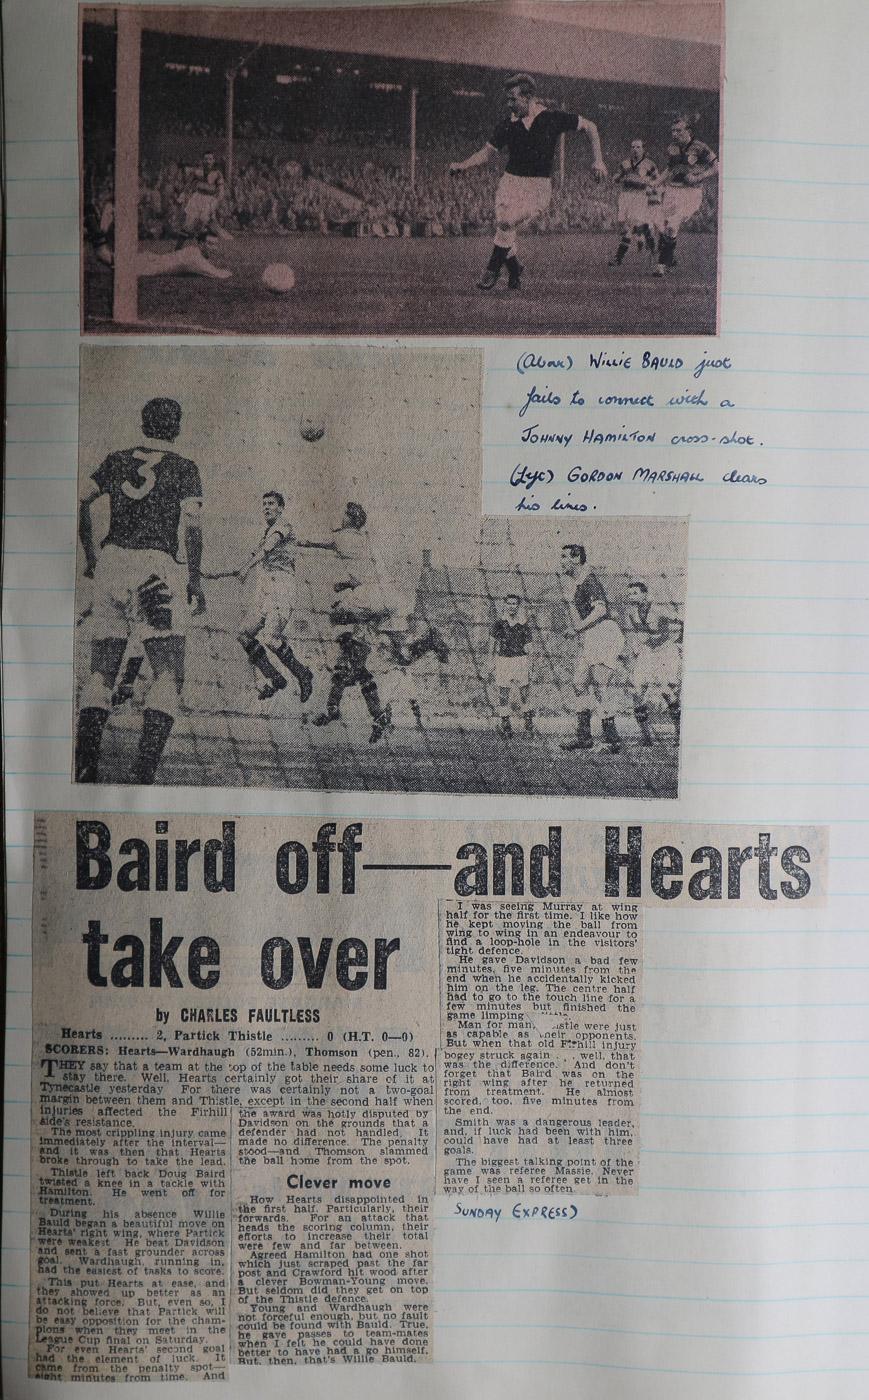 3
(Above) WILLIE BAULD just
fails to connect with a
JOHNNY HAMILTON cross-shot.
GORDON MARSHALL clears
his lines.
Baird off—and Hearts
take over
by CHARLES FAULTLESS
Hearts ......... 2, Partick Thistle ......... 0 (H.T. 0—0)
SCORERS: Hearts—Wardhaugh (52min.), Thomson (pen., 82).
THEY say that a team at the top of the table needs some luck to
stay there. Well, Hearts certainly got their share of it at
Tynecastle yesterday For there was certainly not a two-goal
margin between them and Thistle, except in the second half when
injuries affected the Firhill
side's resistance.
The most crippling injury came
immediately after the interval—
and it was then that Hearts
broke through to take the lead.
Thistle left back Doug Baird
twisted a knee in a tackle with
Hamilton. He went off for
treatment.
During his absence Willie
Bauld began a beautiful move on
Hearts' right wing, where Partick
were weakest. He beat Davidson
and sent a fast grounder across
goal. Wardhaugh, running in,
had the easiest of tasks to score.
This put Hearts at ease, and
they showed up better as an
attacking force. But, even so, I
do not believe that Partick will
be easy opposition for the cham-
pions when they meet in the
League Cup final on Saturday.
For even Hearts' second goal
had the element of luck. It
came from the penalty spot—
eight minutes from time. And
the award was hotly disputed by
Davidson on the grounds that a
defender had not handled. It
made no difference. The penalty
stood—and Thomson slammed
the ball home from the spot.
Clever move
How Hearts disappointed in
the first half. Particularly, their
forwards. For an attack that
heads the scoring column, their
efforts to increase their total
were few and far between.
Agreed Hamilton had one shot
which just scraped past the far
post and Crawford hit wood after
a clever Bowman-Young move.
But seldom did they get on top
of the Thistle defence.
Young and Wardhaugh were
not forceful enough, but no fault
could be found with Bauld. True,
he gave passes to team-mates
when I felt he could have done
better to have had a go himself.
But, then, that's Willie Bauld.
I was seeing Murray at wing
half for the first time. I like how
he kept moving the ball from
wing to wing in an endeavour to
find a loop-hole in the visitors'
tight defence.
He gave Davidson a bad few
minutes, five minutes from the
end when he accidentally kicked
him on the leg. The centre half
had to go to the touch line for a
few minutes but finished the
game limping
Man for man, were just
as capable as their opponents.
But when that old Firhill injury
bogey struck again . . . well, that
was the difference. And don't
forget that Baird was on the
right wing after he returned
from treatment. He almost
scored, too, five minutes from
the end.
Smith was a dangerous leader,
and, if luck had been with him,
could have had at least three
goals.
The biggest talking point of the
game was referee Massie. Never
have I seen a referee get in the
way of the ball so often.
SUNDAY EXPRESS)